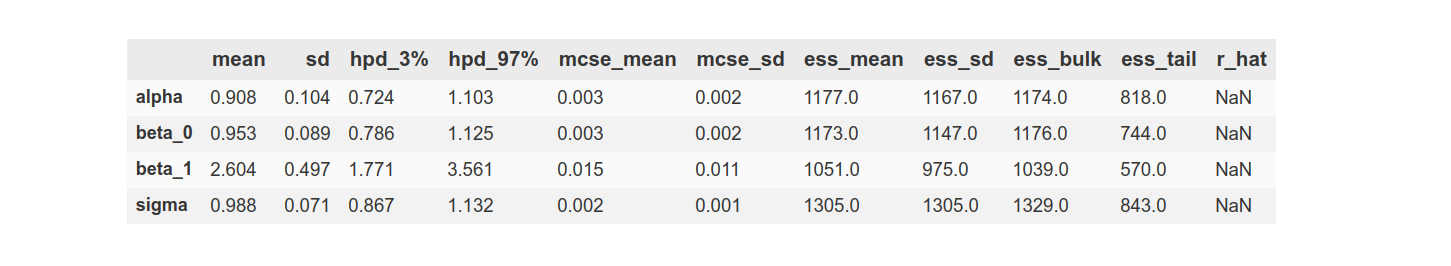 mean sd hpd_3% hpd_97% mcse_mean mcse_sd ess_mean ess_sd ess_bulk ess_tail r_hat
alpha 0.908 0.104 0.724 1.103 0.003 0.002 1177.0 1167.0 1174.0 818.0 NaN
beta_0 0.953 0.089 0.786 1.125 0.003 0.002 1173.0 1147.0 1176.0 744.0 NaN
beta_1 2.604 0.497 1.771 3.561 0.015 0.011 1051.0 975.0 1039.0 570.0 NaN
sigma 0.988 0.071 0.867 1.132 0.002 0.001 1305.0 1305.0 1329.0 843.0 NaN